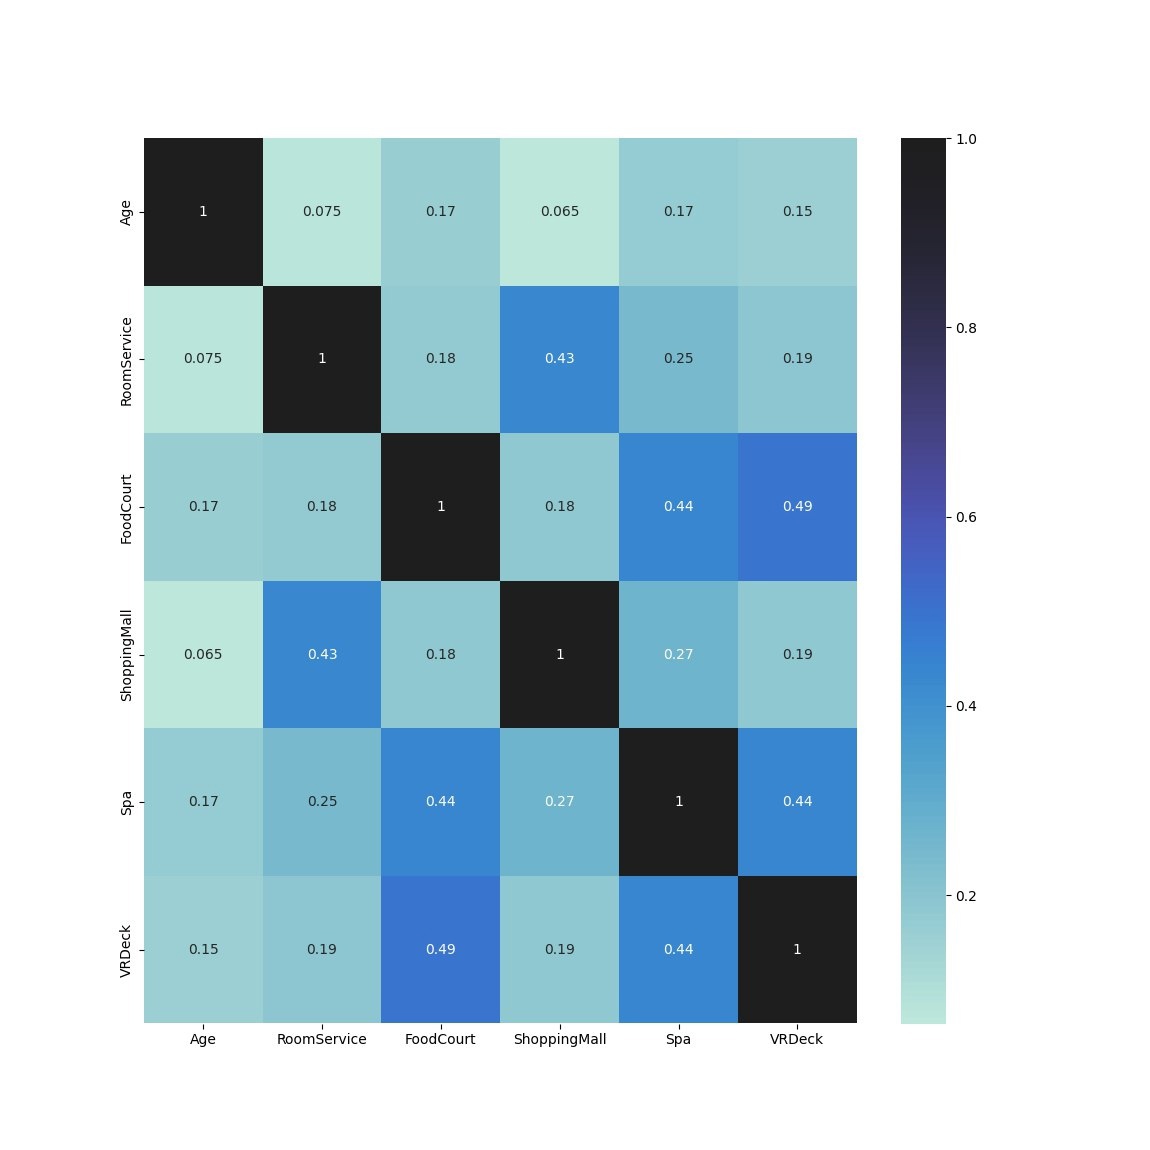 1.0
Age 1 0.075 0.17 0.065 0.17 0.15
0.8
RoomService 0.075 1 0.18 0.43 0.25 0.19
FoodCourt 0.17 0.18 1 0.18 0.44 0.49
0.6
ShoppingMall 0.065 0.43 0.18 1 0.27 0.19
0.4
Spa 0.17 0.25 0.44 0.27 1 0.44
0.2
VRDeck 0.15 0.19 0.49 0.19 0.44 1
Age RoomService FoodCourt ShoppingMall Spa VRDeck